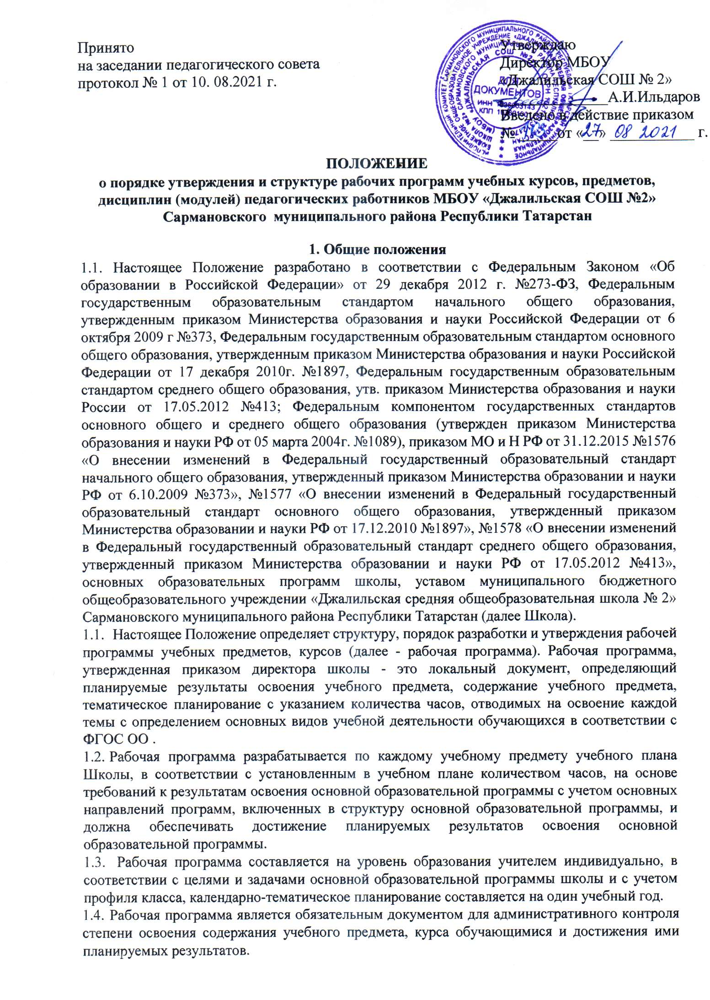 Принято
на заседании педагогического совета
протокол № 1 от 10. 08.2021 г.
Утверждаю
Директор МБОУ
«Джалильская СОШ № 2»
А.И.Ильдаров
Введено в действие приказом
№ от «27» 08 2021 г.
ДЛЯ
ДОКУМЕНТОВ
ПОЛОЖЕНИЕ
о порядке утверждения и структуре рабочих программ учебных курсов, предметов,
дисциплин (модулей) педагогических работников МБОУ «Джалильская СОШ №2»
Сармановского муниципального района Республики Татарстан
1. Общие положения
1.1. Настоящее Положение разработано в соответствии с Федеральным Законом «Об
образовании в Российской Федерации» от 29 декабря 2012 г. №273-ФЗ, Федеральным
государственным образовательным стандартом начального общего образования,
утвержденным приказом Министерства образования и науки Российской Федерации от 6
октября 2009 г №373, Федеральным государственным образовательным стандартом основного
общего образования, утвержденным приказом Министерства образования и науки Российской
Федерации от 17 декабря 2010г. №1897, Федеральным государственным образовательным
стандартом среднего общего образования, утв. приказом Министерства образования и науки
России от 17.05.2012 №413; Федеральным компонентом государственных стандартов
основного общего и среднего общего образования (утвержден приказом Министерства
образования и науки РФ от 05 марта 2004г. №1089), приказом МО и Н РФ от 31.12.2015 №1576
«О внесении изменений в Федеральный государственный образовательный стандарт
начального общего образования, утвержденный приказом Министерства образовании и науки
РФ от 6.10.2009 №373», №1577 «О внесении изменений в Федеральный государственный
образовательный стандарт основного общего образования, утвержденный приказом
Министерства образовании и науки РФ от 17.12.2010 №1897», №1578 «О внесении изменений
в Федеральный государственный образовательный стандарт среднего общего образования,
утвержденный приказом Министерства образовании и науки РФ от 17.05.2012 №413»,
основных образовательных программ школы, уставом муниципального бюджетного
общеобразовательного учреждении «Джалильская средняя общеобразовательная школа № 2»
Сармановского муниципального района Республики Татарстан (далее Школа).
1.1. Настоящее Положение определяет структуру, порядок разработки и утверждения рабочей
программы учебных предметов, курсов (далее - рабочая программа). Рабочая программа,
утвержденная приказом директора школы - это локальный документ, определяющий
планируемые результаты освоения учебного предмета, содержание учебного предмета,
тематическое планирование с указанием количества часов, отводимых на освоение каждой
темы с определением основных видов учебной деятельности обучающихся в соответствии с
ФГОС ОО .
1.2. Рабочая программа разрабатывается по каждому учебному предмету учебного плана
Школы, в соответствии с установленным в учебном плане количеством часов, на основе
требований к результатам освоения основной образовательной программы с учетом основных
направлений программ, включенных в структуру основной образовательной программы, и
должна обеспечивать достижение планируемых результатов освоения основной
образовательной программы.
1.3. Рабочая программа составляется на уровень образования учителем индивидуально, в
соответствии с целями и задачами основной образовательной программы школы и с учетом
профиля класса, календарно-тематическое планирование составляется на один учебный год.
1.4. Рабочая программа является обязательным документом для административного контроля
степени освоения содержания учебного предмета, курса обучающимися и достижения ими
планируемых результатов.